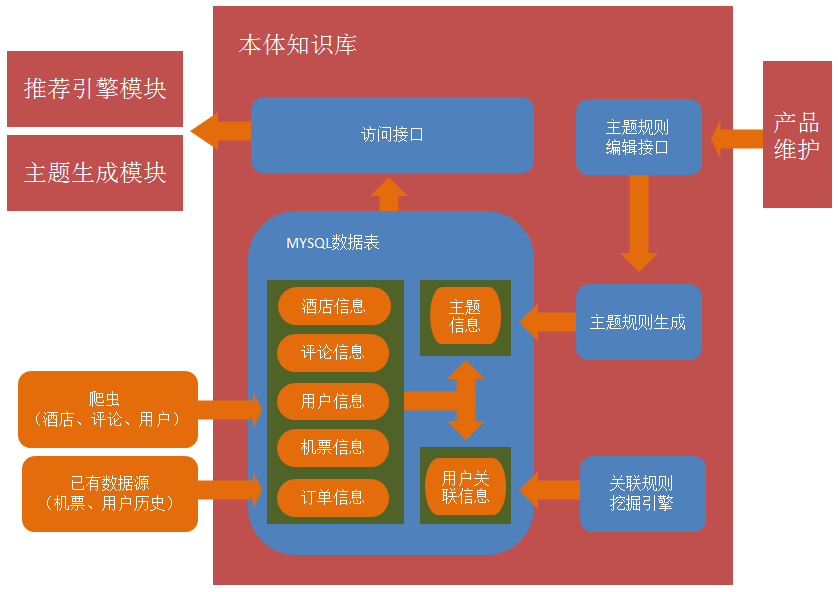 本体知识库
推荐引擎模块
主题生成模块
访问接口
主题规则
编辑接口
产品
维护
MYSQL数据表
酒店信息
评论信息
用户信息
机票信息
订单信息
主题
信息
主题规则生成
用户关
联信息
关联规则
挖掘引擎
爬虫
（酒店、评论、用户）
已有数据源
（机票、用户历史）